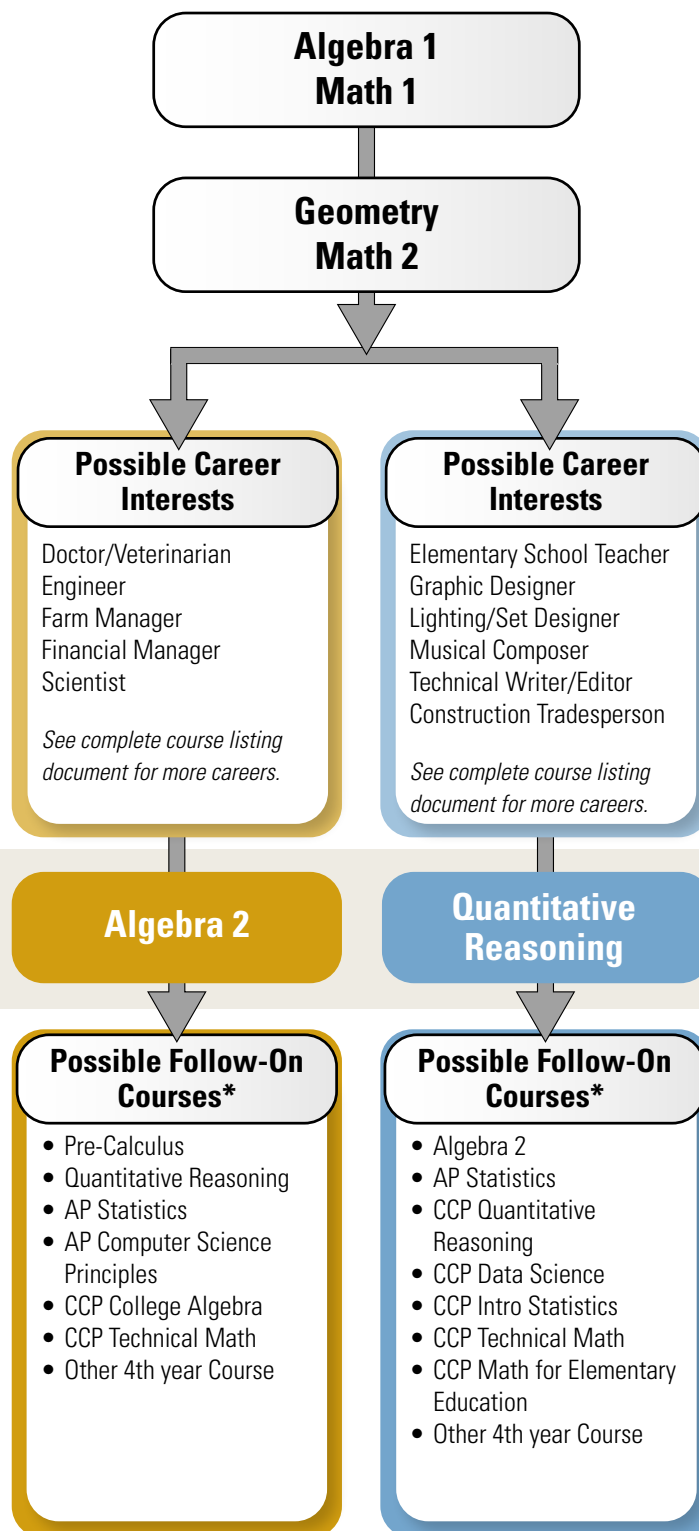 Algebra 1
Math 1
Geometry
Math 2
Possible Career
Interests
Doctor/Veterinarian
Engineer
Farm Manager
Financial Manager
Scientist
See complete course listing
document for more careers.
Possible Career
Interests
Elementary School Teacher
Graphic Designer
Lighting/Set Designer
Musical Composer
Technical Writer/Editor
Construction Tradesperson
See complete course listing
document for more careers.
Algebra 2
Quantitative
Reasoning
Possible Follow-On
Courses*
• Pre-Calculus
• Quantitative Reasoning
• AP Statistics
• AP Computer Science
Principles
• CCP College Algebra
• CCP Technical Math
• Other 4th year Course
Possible Follow-On
Courses*
• Algebra 2
• AP Statistics
• CCP Quantitative
Reasoning
• CCP Data Science
• CCP Intro Statistics
• CCP Technical Math
• CCP Math for Elementary
Education
• Other 4th year Course